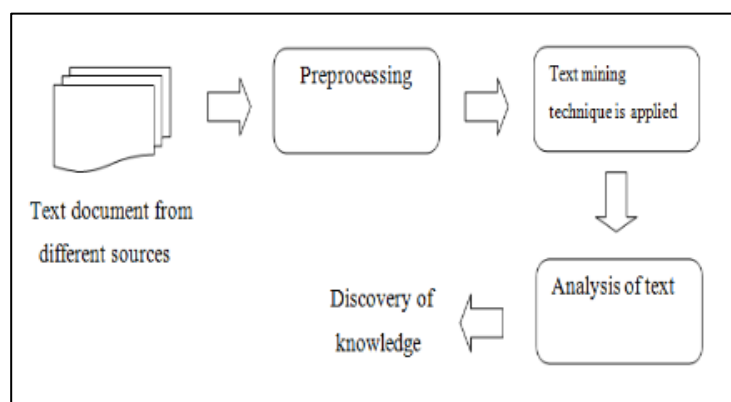 Text document from
different sources
Preprocessing
Text mining
technique is applied
Analysis of text
Discovery of
knowledge